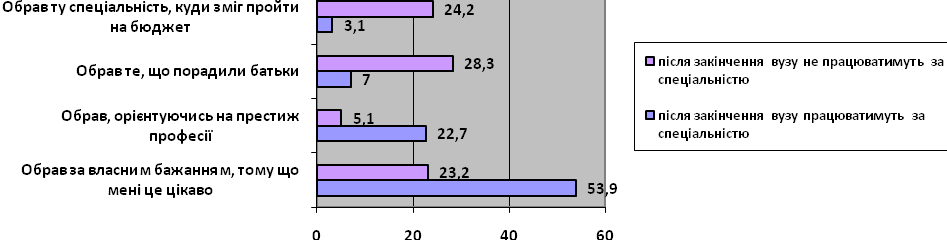 Обрав ту спеціальність, куди зміг пройти
на бюджет
24,2
3,1
Обрав те, що порадили батьки
28,3
7
Обрав, орієнтуючись на престиж
професії
5,1
22,7
Обрав за власним бажанням, тому що
мені це цікаво
23,2
53,9
0 20 40 60
після закінчення вузу не працюватимуть за
спеціальністю
після закінчення вузу працюватимуть за
спеціальністю